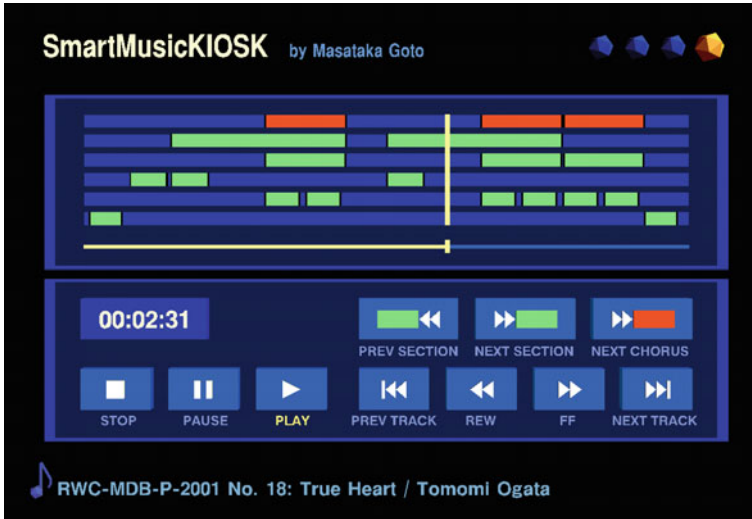 SmartMusicKIOSK by Masataka Goto
00:02:31
PREV SECTION NEXT SECTION NEXT CHORUS
STOP PAUSE PLAY PREV TRACK REW FF NEXT TRACK
RWC-MDB-P-2001 No. 18: True Heart / Tomomi Ogata